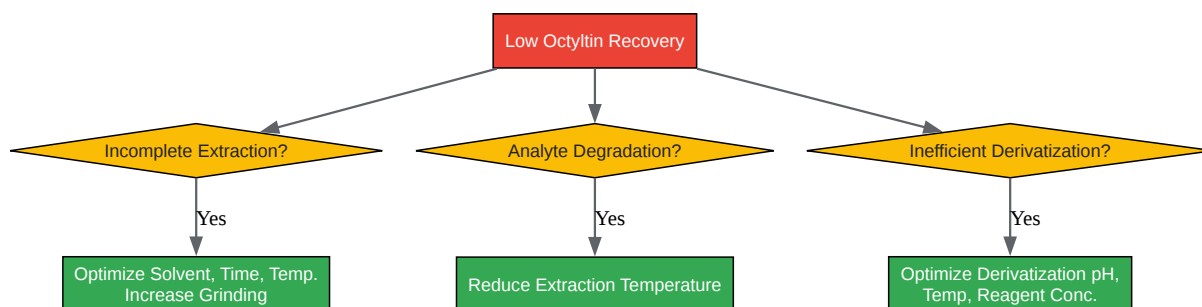 Low Octyltin Recovery
Incomplete Extraction?
Analyte Degradation?
Inefficient Derivatization?
Yes
Yes
Yes
Optimize Solvent, Time, Temp.
Increase Grinding
Reduce Extraction Temperature
Optimize Derivatization pH,
Temp, Reagent Conc.